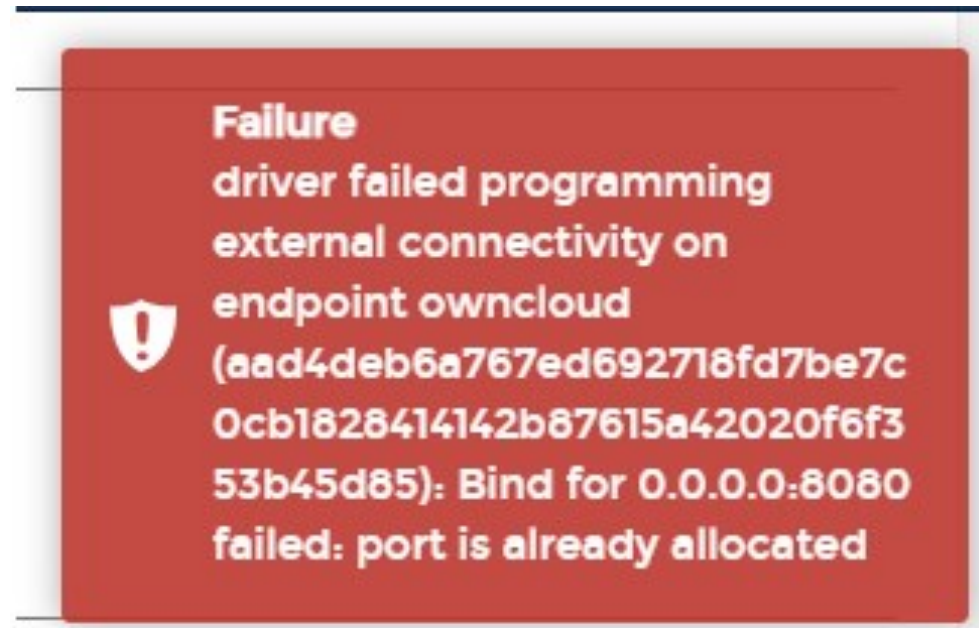 Failure
driver failed programming
external connectivity on
endpoint owncloud
(aad4deb6a767ed692718fd7be7c
0cb1828414142b87615a42020f6f3
53b45d85): Bind for 0.0.0.0:8080
failed: port is already allocated